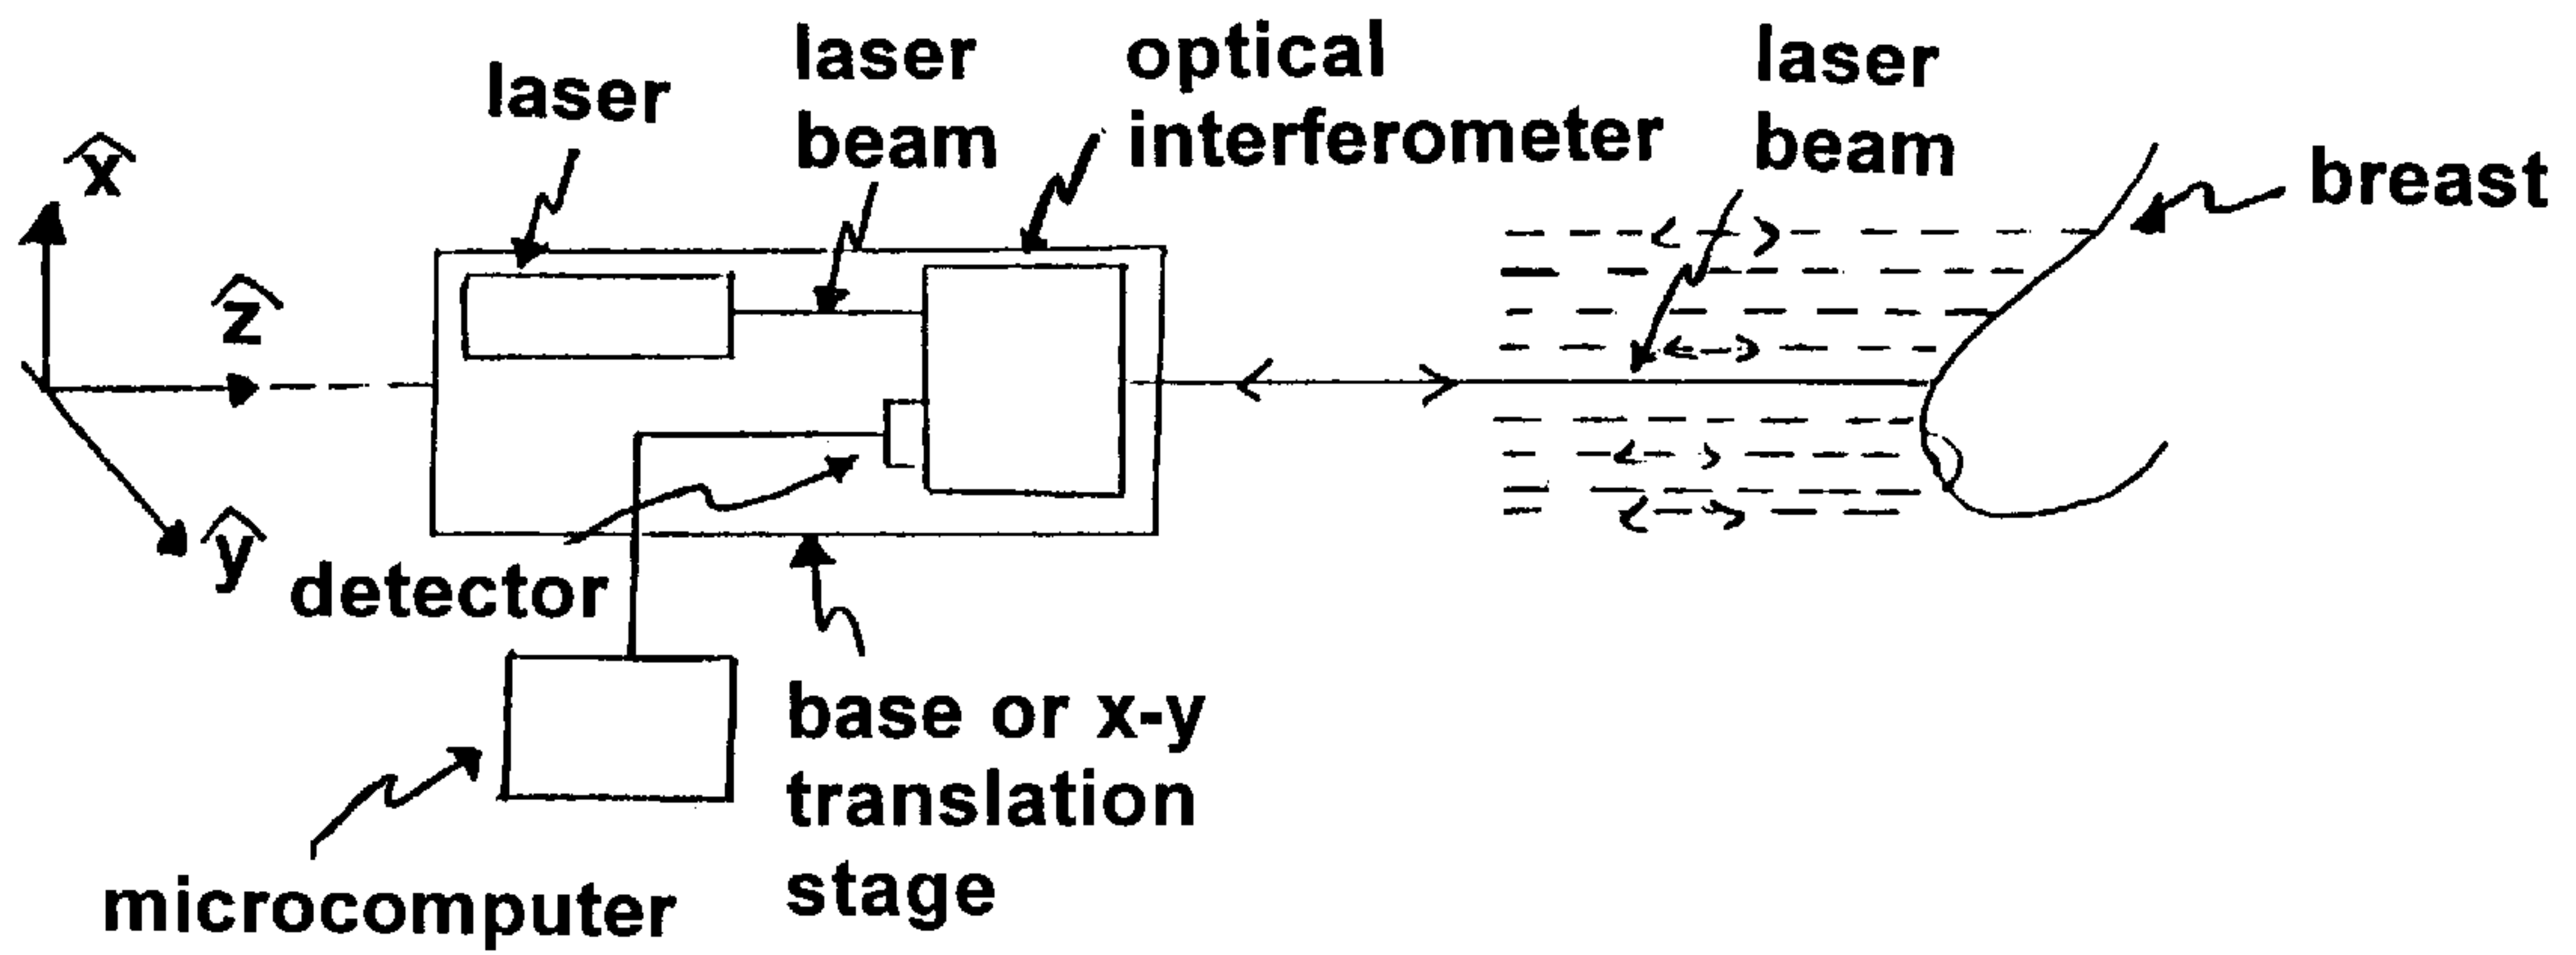 laser
laser
beam
optical
interferometer
laser
beam
breast
x̂
ẑ
ŷ
detector
base or x-y
translation
stage
microcomputer